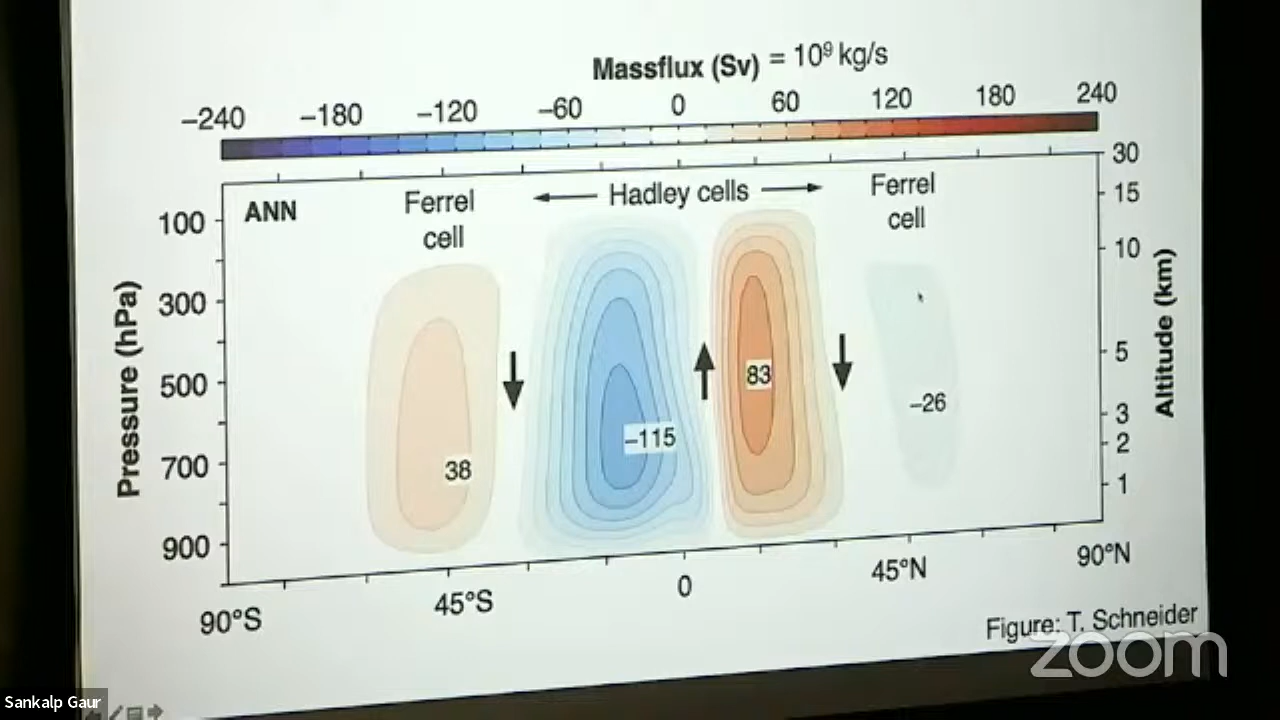 Massflux (Sv) = 10⁹ kg/s
−240 −180 −120 −60 0 60 120 180 240
ANN
Ferrel cell
Hadley cells
Ferrel cell
Pressure (hPa)
100
300
500
700
900
30
15
10
5
3
2
1
Altitude (km)
38
−115
83
−26
90°S 45°S 0 45°N 90°N
Figure: T. Schneider
zoom
Sankalp Gaur